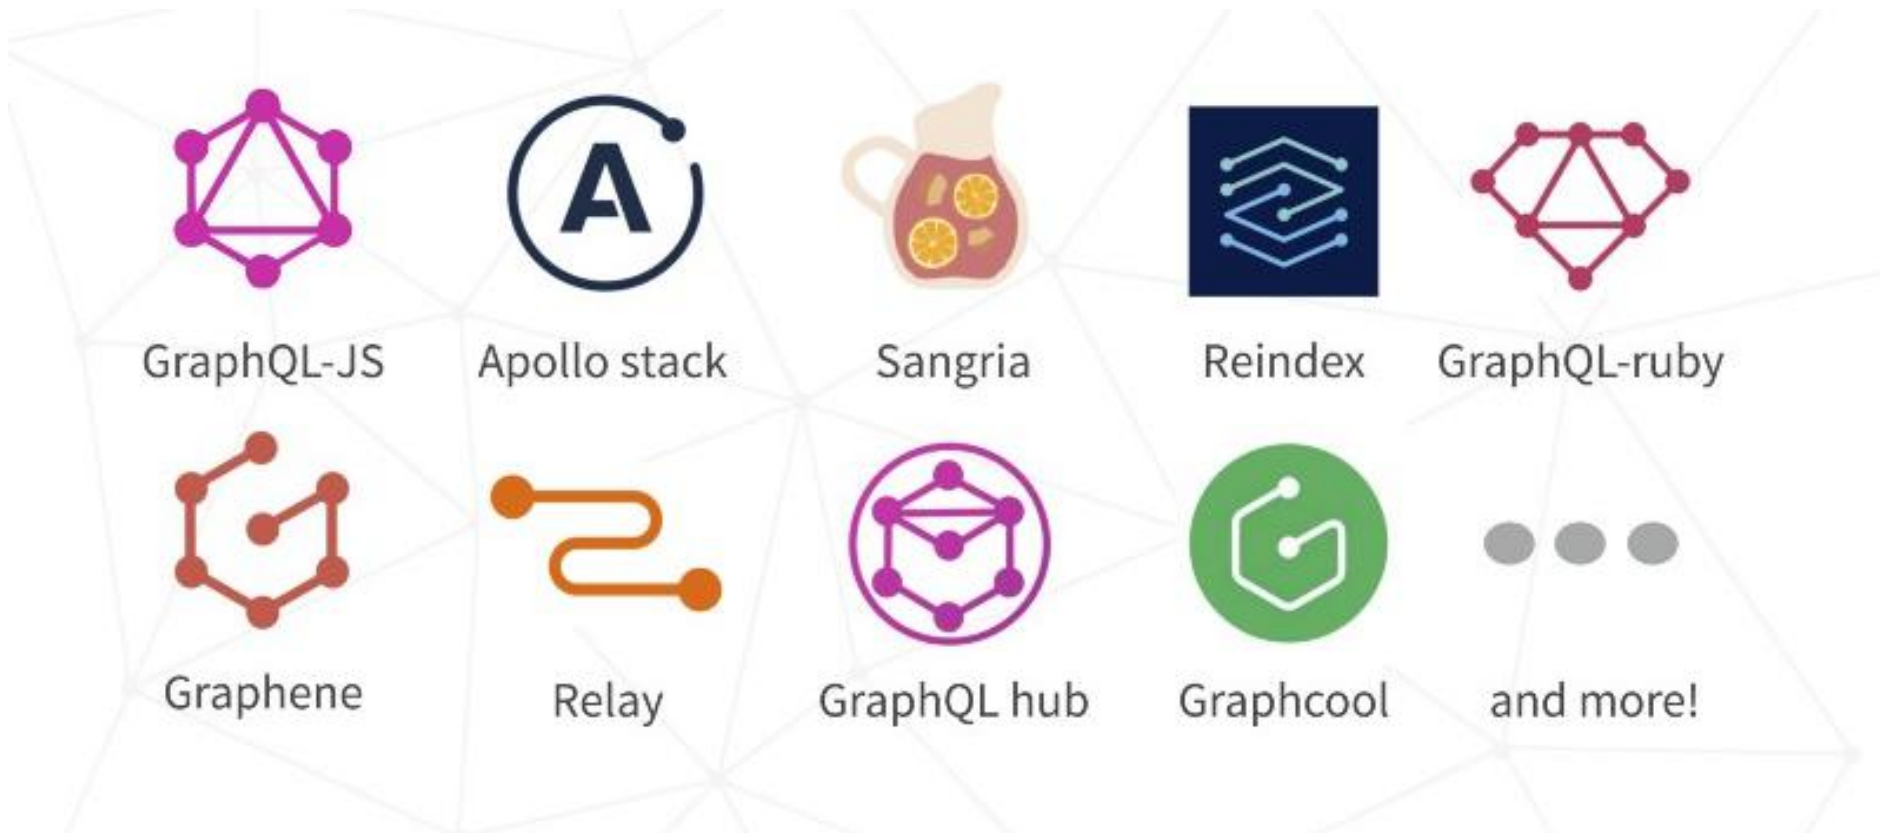 A
GraphQL-JS
Apollo stack
Sangria
Reindex
GraphQL-ruby
Graphene
Relay
GraphQL hub
Graphcool
and more!